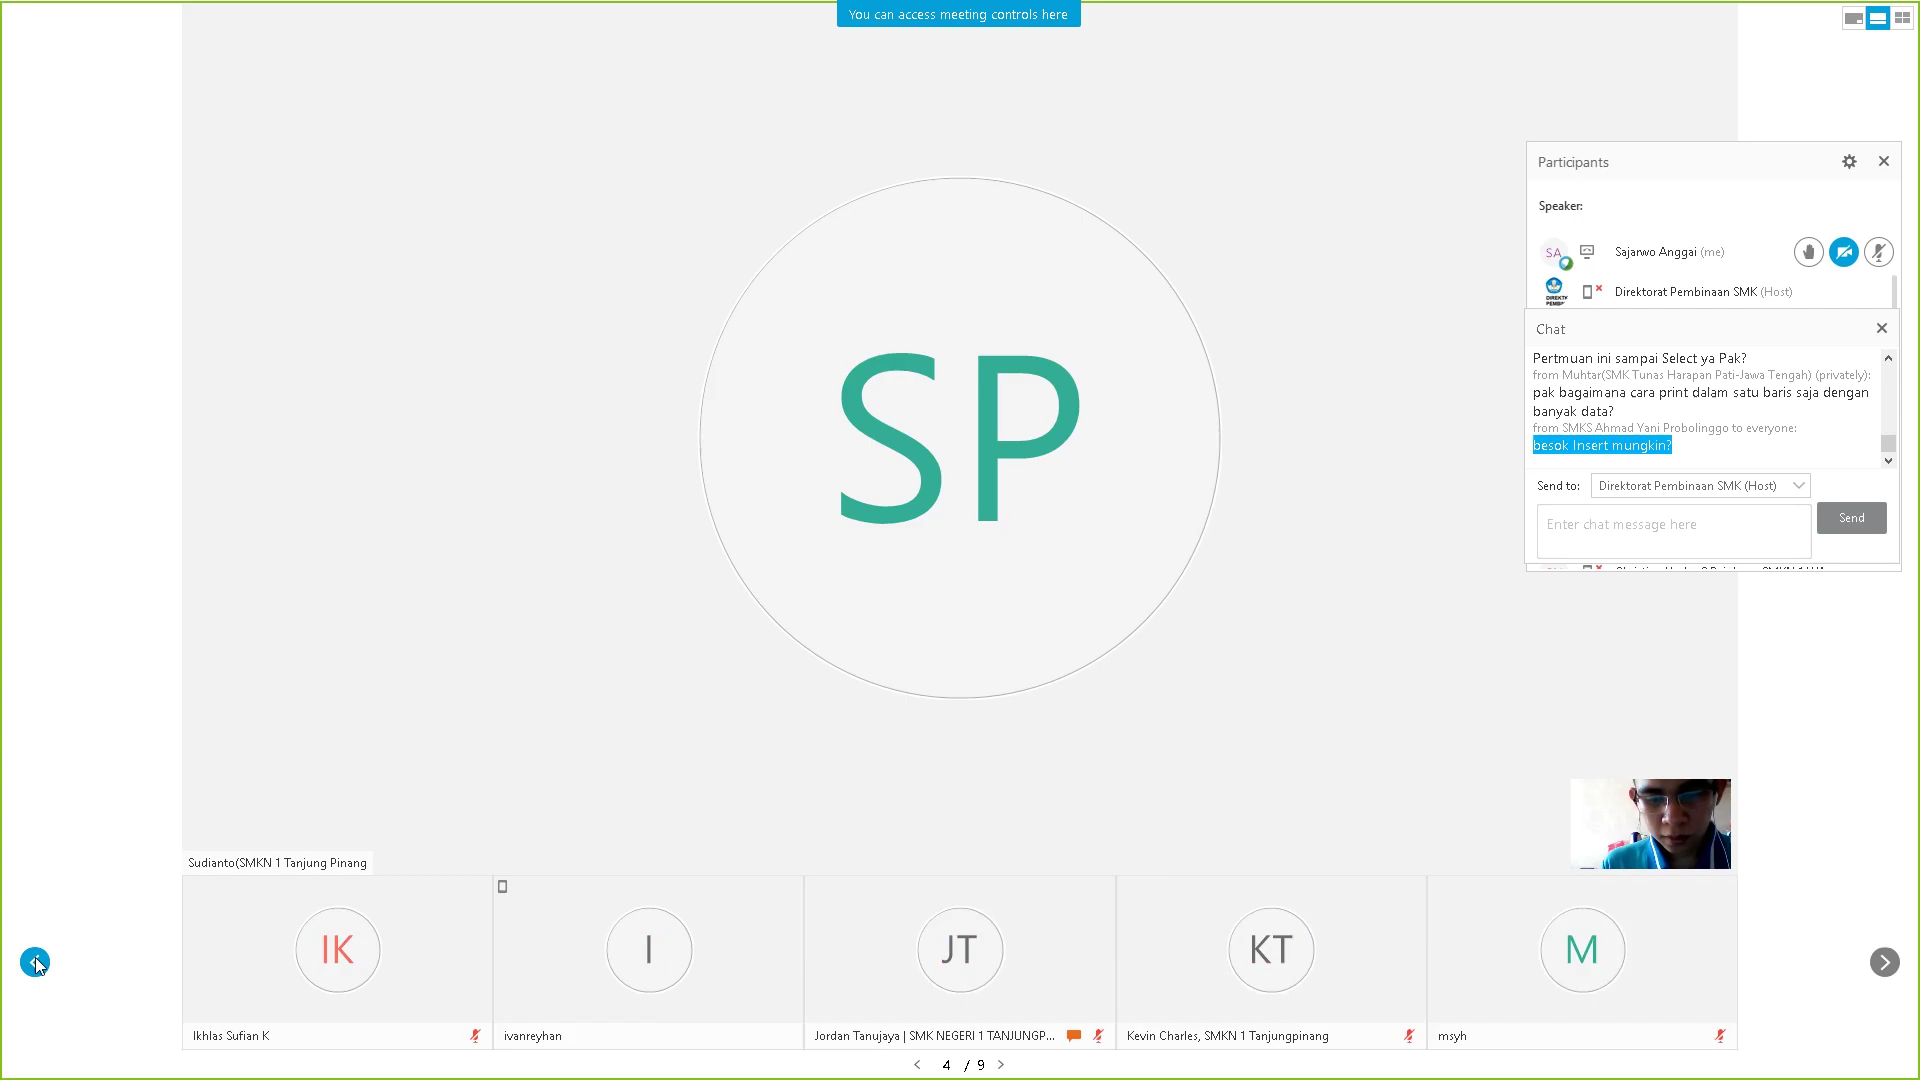 You can access meeting controls here
Participants
Speaker:
SA
Sajarwo Anggai (me)
DIREKT
PEMBI
Direktorat Pembinaan SMK (Host)
Chat
Pertmuan ini sampai Select ya Pak?
from Muhtar(SMK Tunas Harapan Pati-Jawa Tengah) (privately):
pak bagaimana cara print dalam satu baris saja dengan
banyak data?
from SMKS Ahmad Yani Probolinggo to everyone:
besok Insert mungkin?
Send to:
Direktorat Pembinaan SMK (Host)
Enter chat message here
Send
SP
Sudianto(SMKN 1 Tanjung Pinang
IK
I
JT
KT
M
Ikhlas Sufian K
ivanreyhan
Jordan Tanujaya | SMK NEGERI 1 TANJUNGP...
Kevin Charles, SMKN 1 Tanjungpinang
msyh
4 / 9